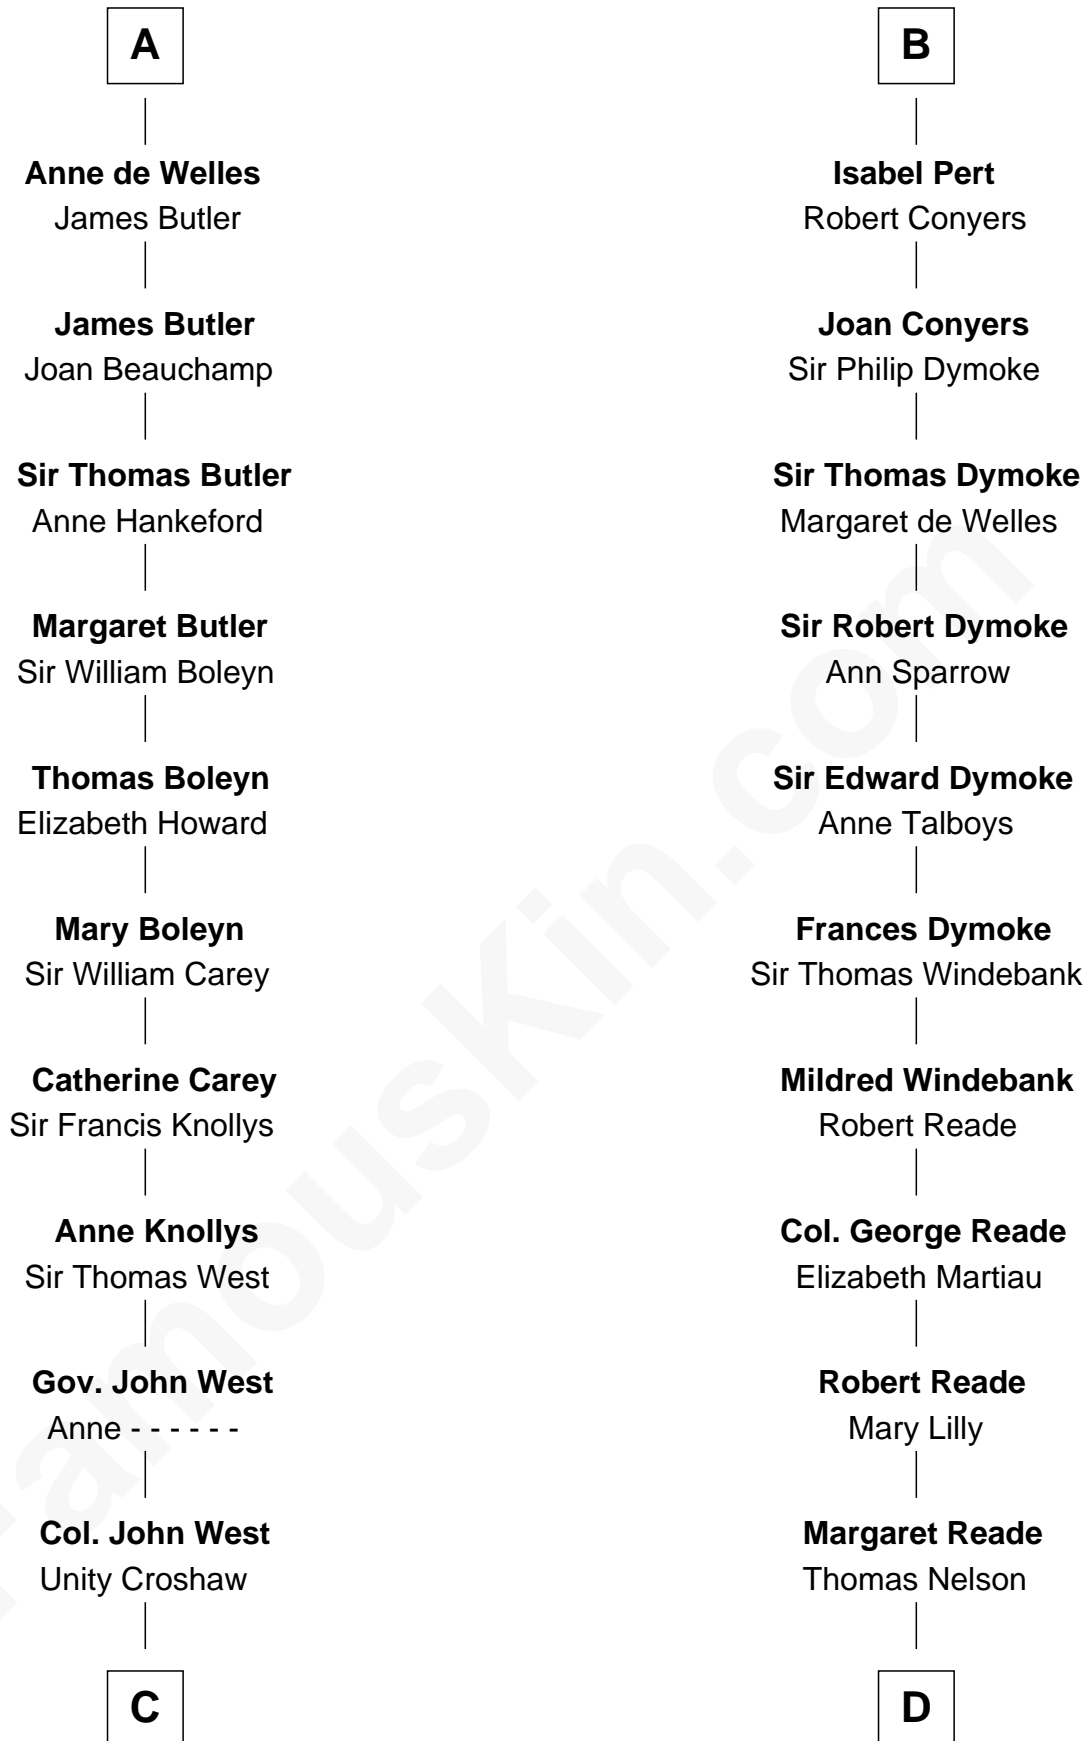 A
Anne de Welles
James Butler
James Butler
Joan Beauchamp
Sir Thomas Butler
Anne Hankeford
Margaret Butler
Sir William Boleyn
Thomas Boleyn
Elizabeth Howard
Mary Boleyn
Sir William Carey
Catherine Carey
Sir Francis Knollys
Anne Knollys
Sir Thomas West
Gov. John West
Anne - - - - - -
Col. John West
Unity Croshaw
C
B
Isabel Pert
Robert Conyers
Joan Conyers
Sir Philip Dymoke
Sir Thomas Dymoke
Margaret de Welles
Sir Robert Dymoke
Ann Sparrow
Sir Edward Dymoke
Anne Talboys
Frances Dymoke
Sir Thomas Windebank
Mildred Windebank
Robert Reade
Col. George Reade
Elizabeth Martiau
Robert Reade
Mary Lilly
Margaret Reade
Thomas Nelson
D
FamousKin.com